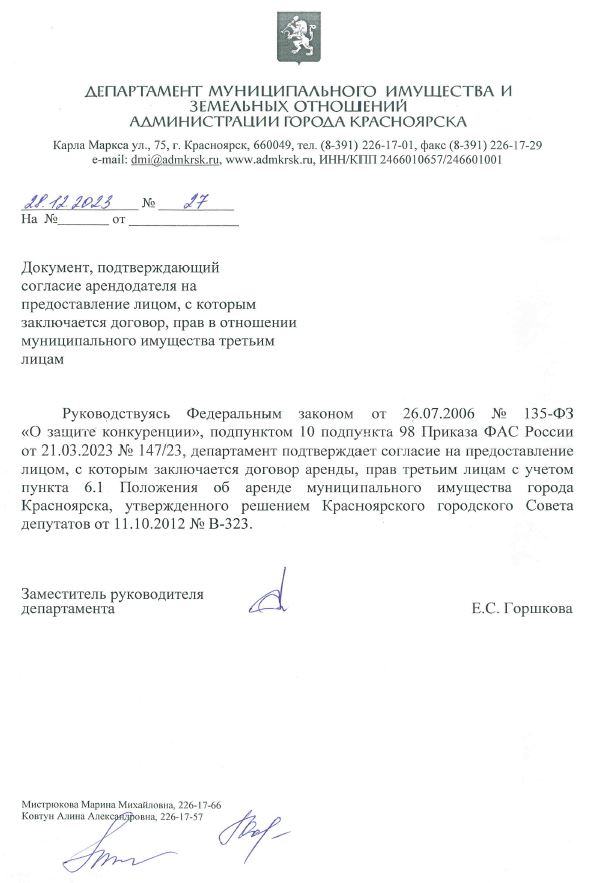 ДЕПАРТАМЕНТ МУНИЦИПАЛЬНОГО ИМУЩЕСТВА И
ЗЕМЕЛЬНЫХ ОТНОШЕНИЙ
АДМИНИСТРАЦИИ ГОРОДА КРАСНОЯРСКА
Карла Маркса ул., 75, г. Красноярск, 660049, тел. (8-391) 226-17-01, факс (8-391) 226-17-29
e-mail: dmi@admkrsk.ru, www.admkrsk.ru, ИНН/КПП 2466010657/246601001
28.12.2023 № 27
На №_______ от _______________
Документ, подтверждающий
согласие арендодателя на
предоставление лицом, с которым
заключается договор, прав в отношении
муниципального имущества третьим
лицам
Руководствуясь Федеральным законом от 26.07.2006 № 135-ФЗ
«О защите конкуренции», подпунктом 10 подпункта 98 Приказа ФАС России
от 21.03.2023 № 147/23, департамент подтверждает согласие на предоставление
лицом, с которым заключается договор аренды, прав третьим лицам с учетом
пункта 6.1 Положения об аренде муниципального имущества города
Красноярска, утвержденного решением Красноярского городского Совета
депутатов от 11.10.2012 № В-323.
Заместитель руководителя
департамента Е.С. Горшкова
Мистрюкова Марина Михайловна, 226-17-66
Ковтун Алина Александровна, 226-17-57